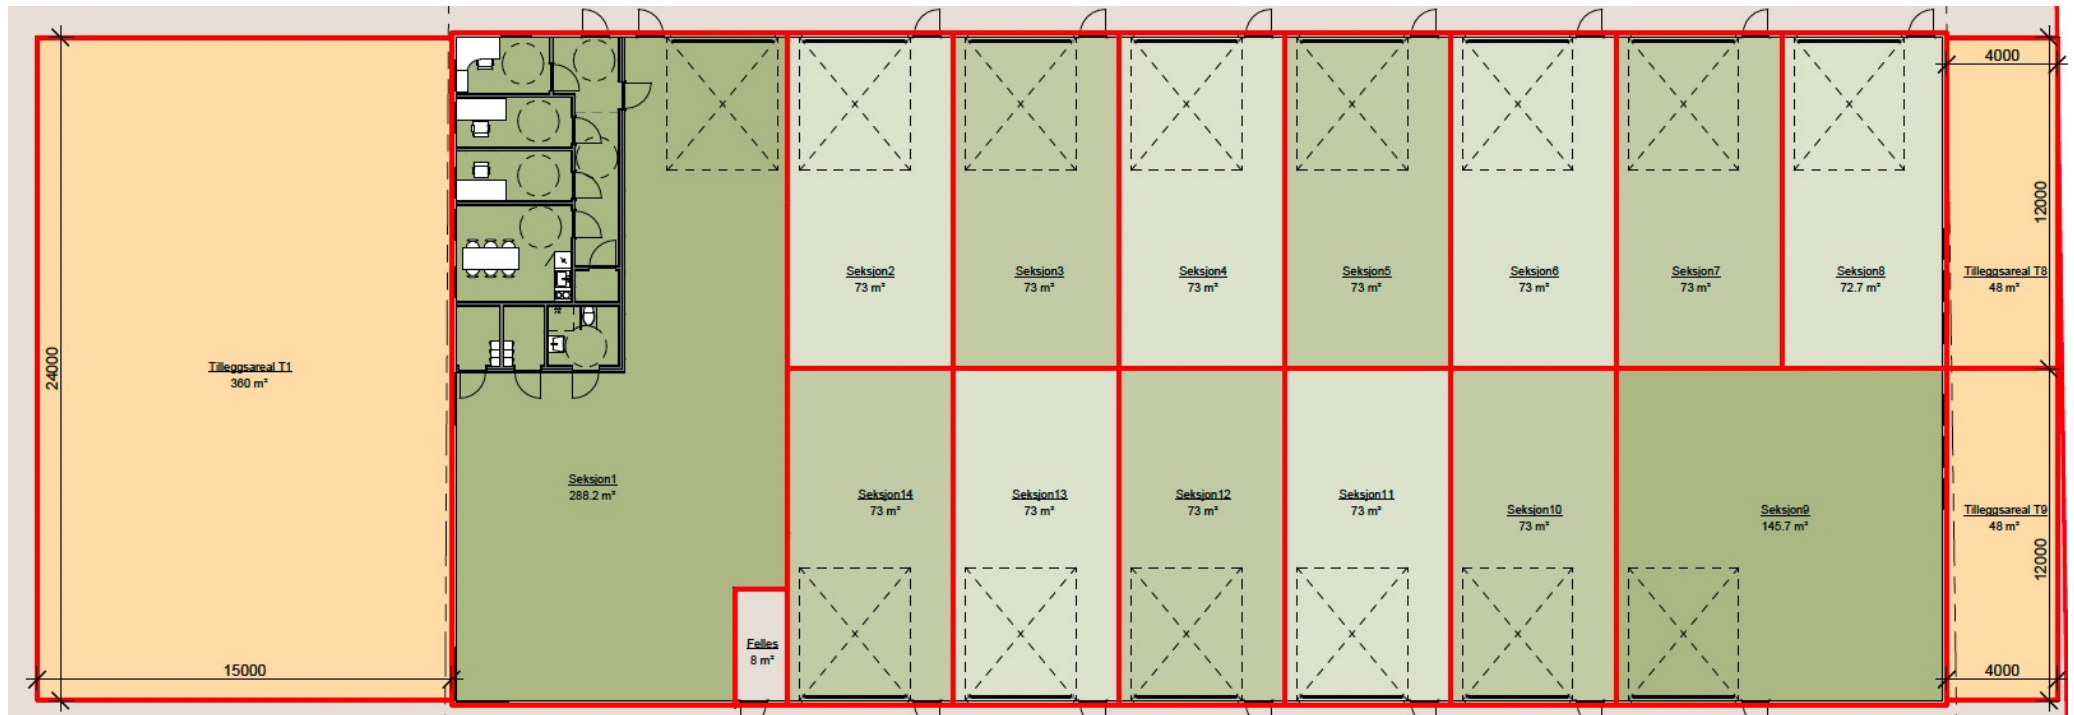 4000
12000
Seksjon2
73 m²
Seksjon3
73 m²
Seksjon4
73 m²
Seksjon5
73 m²
Seksjon6
73 m²
Seksjon7
73 m²
Seksjon8
72.7 m²
Tilleggsareal T8
48 m²
24000
Tilleggsareal T1
360 m²
Seksjon1
288.2 m²
Seksjon14
73 m²
Seksjon13
73 m²
Seksjon12
73 m²
Seksjon11
73 m²
Seksjon10
73 m²
Seksjon9
145.7 m²
Tilleggsareal T9
48 m²
12000
Felles
8 m²
15000
4000